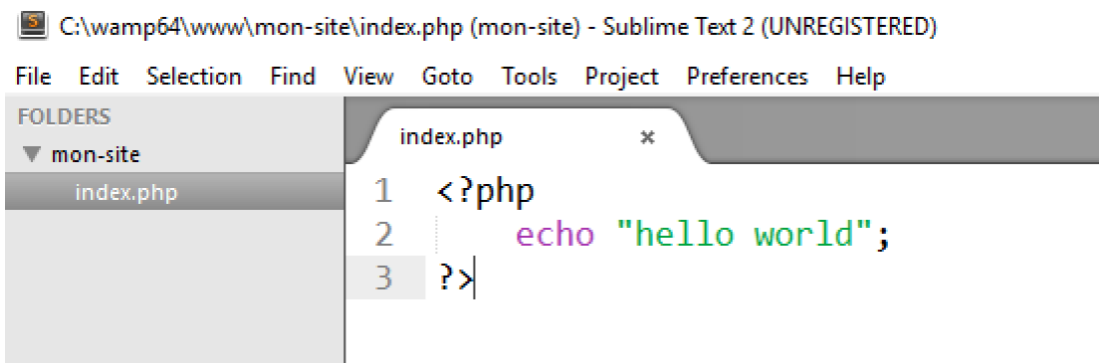 C:\wamp64\www\mon-site\index.php (mon-site) - Sublime Text 2 (UNREGISTERED)
File Edit Selection Find View Goto Tools Project Preferences Help
FOLDERS
mon-site
index.php
index.php ×
1 <?php
2 echo "hello world";
3 ?>